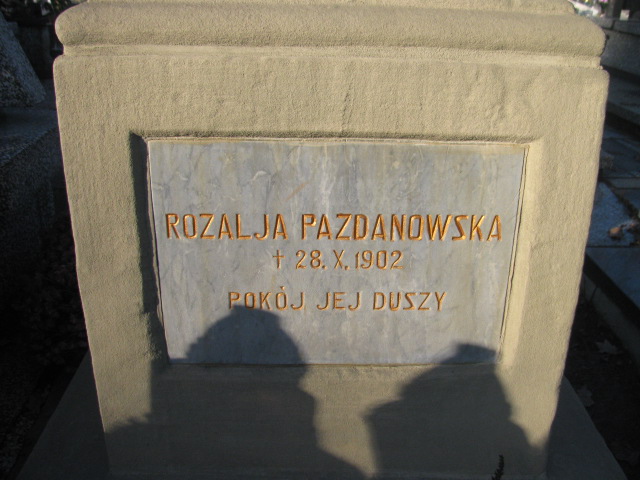 ROZALJA PAZDANOWSKA
† 28. X. 1902
POKÓJ JEJ DUSZY